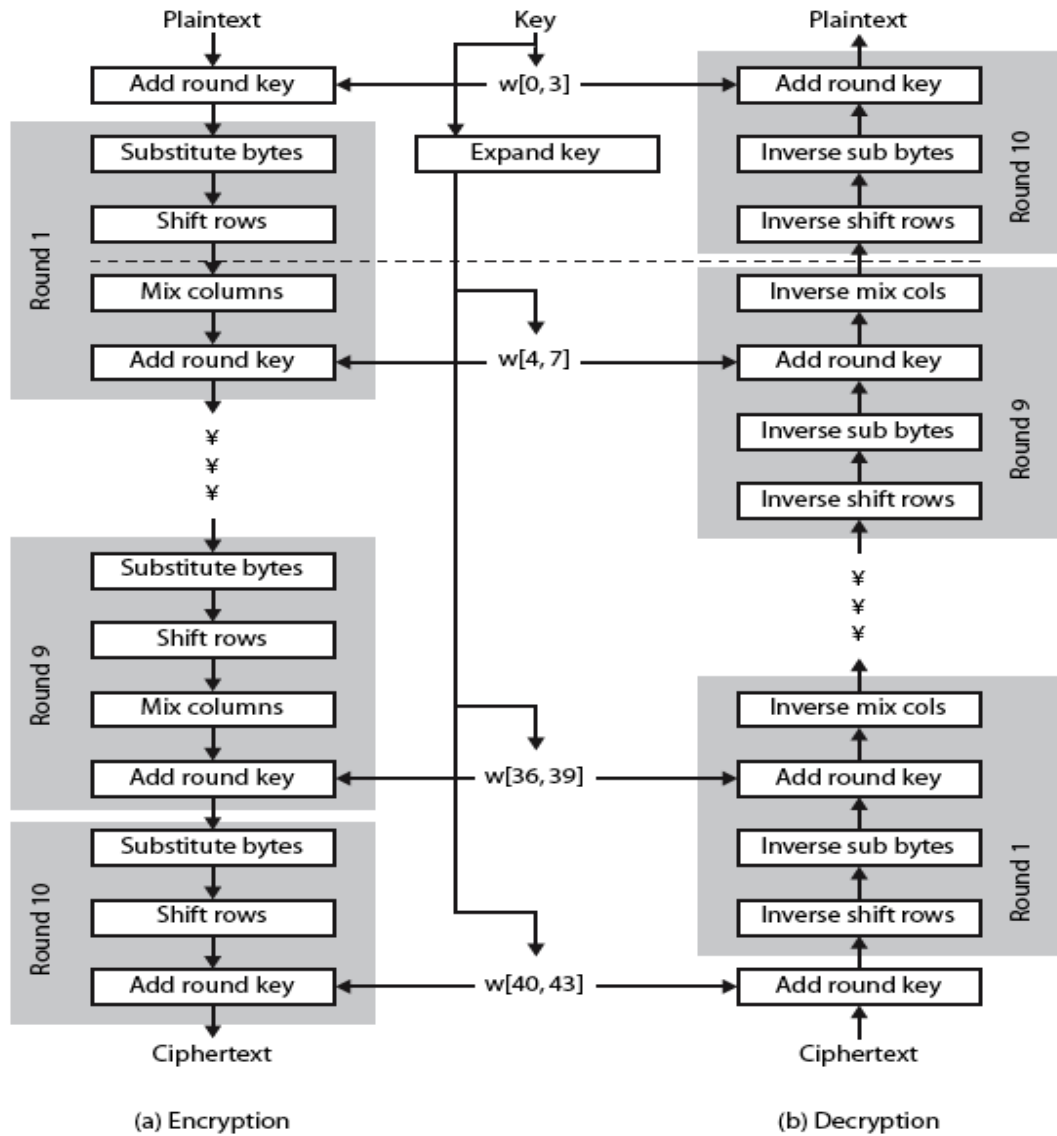 Plaintext
Key
Plaintext
Add round key
w[0, 3]
Add round key
Substitute bytes
Expand key
Inverse sub bytes
Round 10
Shift rows
Inverse shift rows
Round 1
Mix columns
Inverse mix cols
Add round key
w[4, 7]
Add round key
¥
Inverse sub bytes
Round 9
¥
¥
Inverse shift rows
Substitute bytes
¥
Shift rows
¥
¥
Round 9
Mix columns
Inverse mix cols
Add round key
w[36, 39]
Add round key
Substitute bytes
Inverse sub bytes
Round 1
Round 10
Shift rows
Inverse shift rows
Add round key
w[40, 43]
Add round key
Ciphertext
Ciphertext
(a) Encryption
(b) Decryption